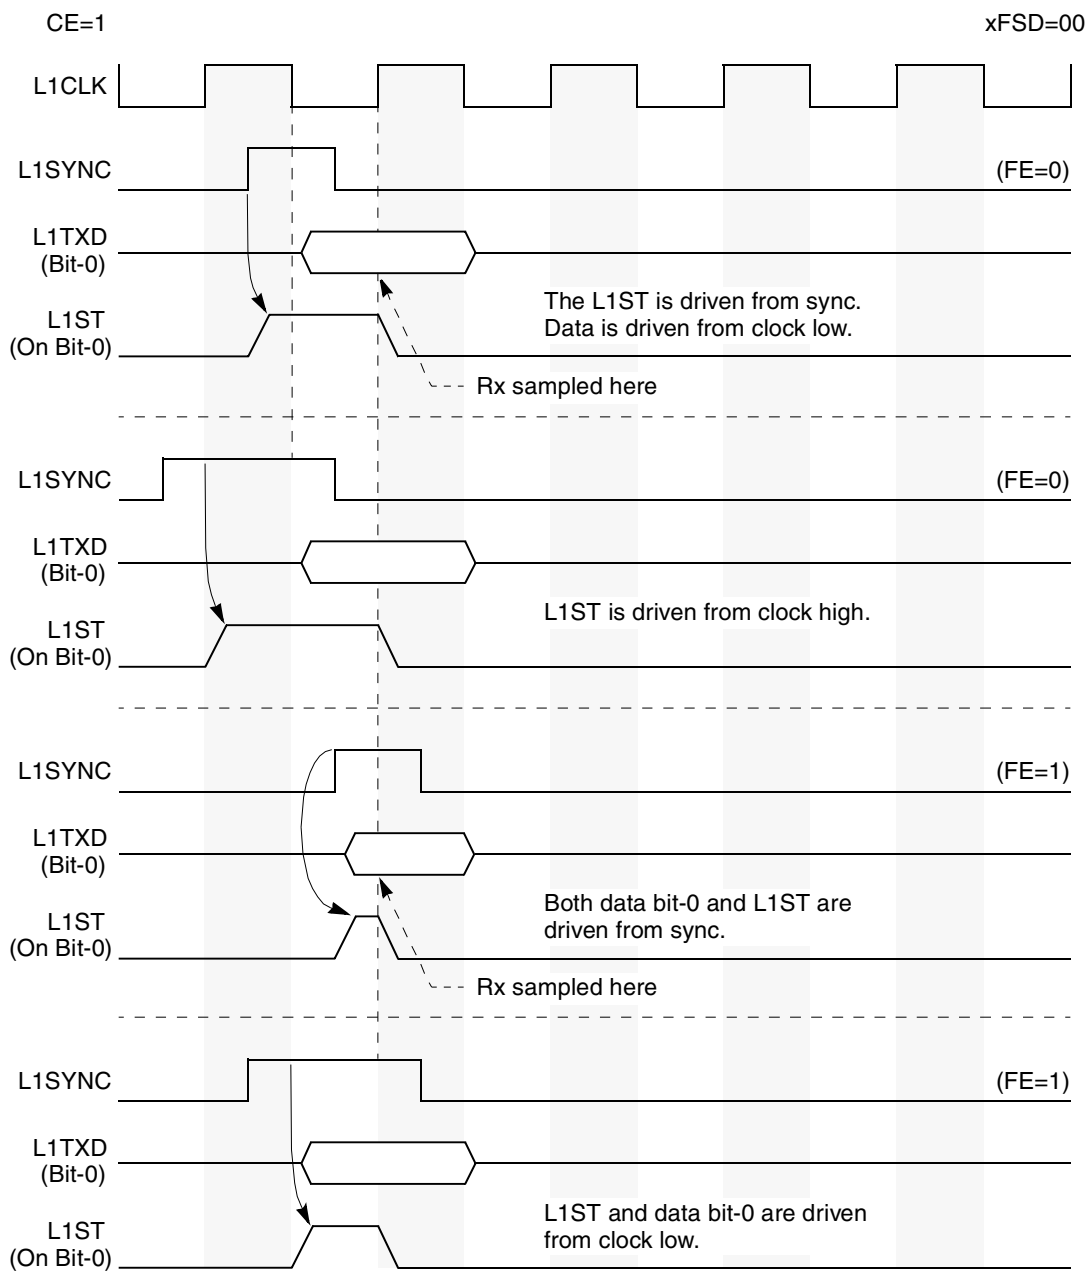 CE=1
xFSD=00
L1CLK
L1SYNC
(FE=0)
L1TXD
(Bit-0)
The L1ST is driven from sync.
Data is driven from clock low.
L1ST
(On Bit-0)
Rx sampled here
L1SYNC
(FE=0)
L1TXD
(Bit-0)
L1ST is driven from clock high.
L1ST
(On Bit-0)
L1SYNC
(FE=1)
L1TXD
(Bit-0)
Both data bit-0 and L1ST are
driven from sync.
L1ST
(On Bit-0)
Rx sampled here
L1SYNC
(FE=1)
L1TXD
(Bit-0)
L1ST and data bit-0 are driven
from clock low.
L1ST
(On Bit-0)